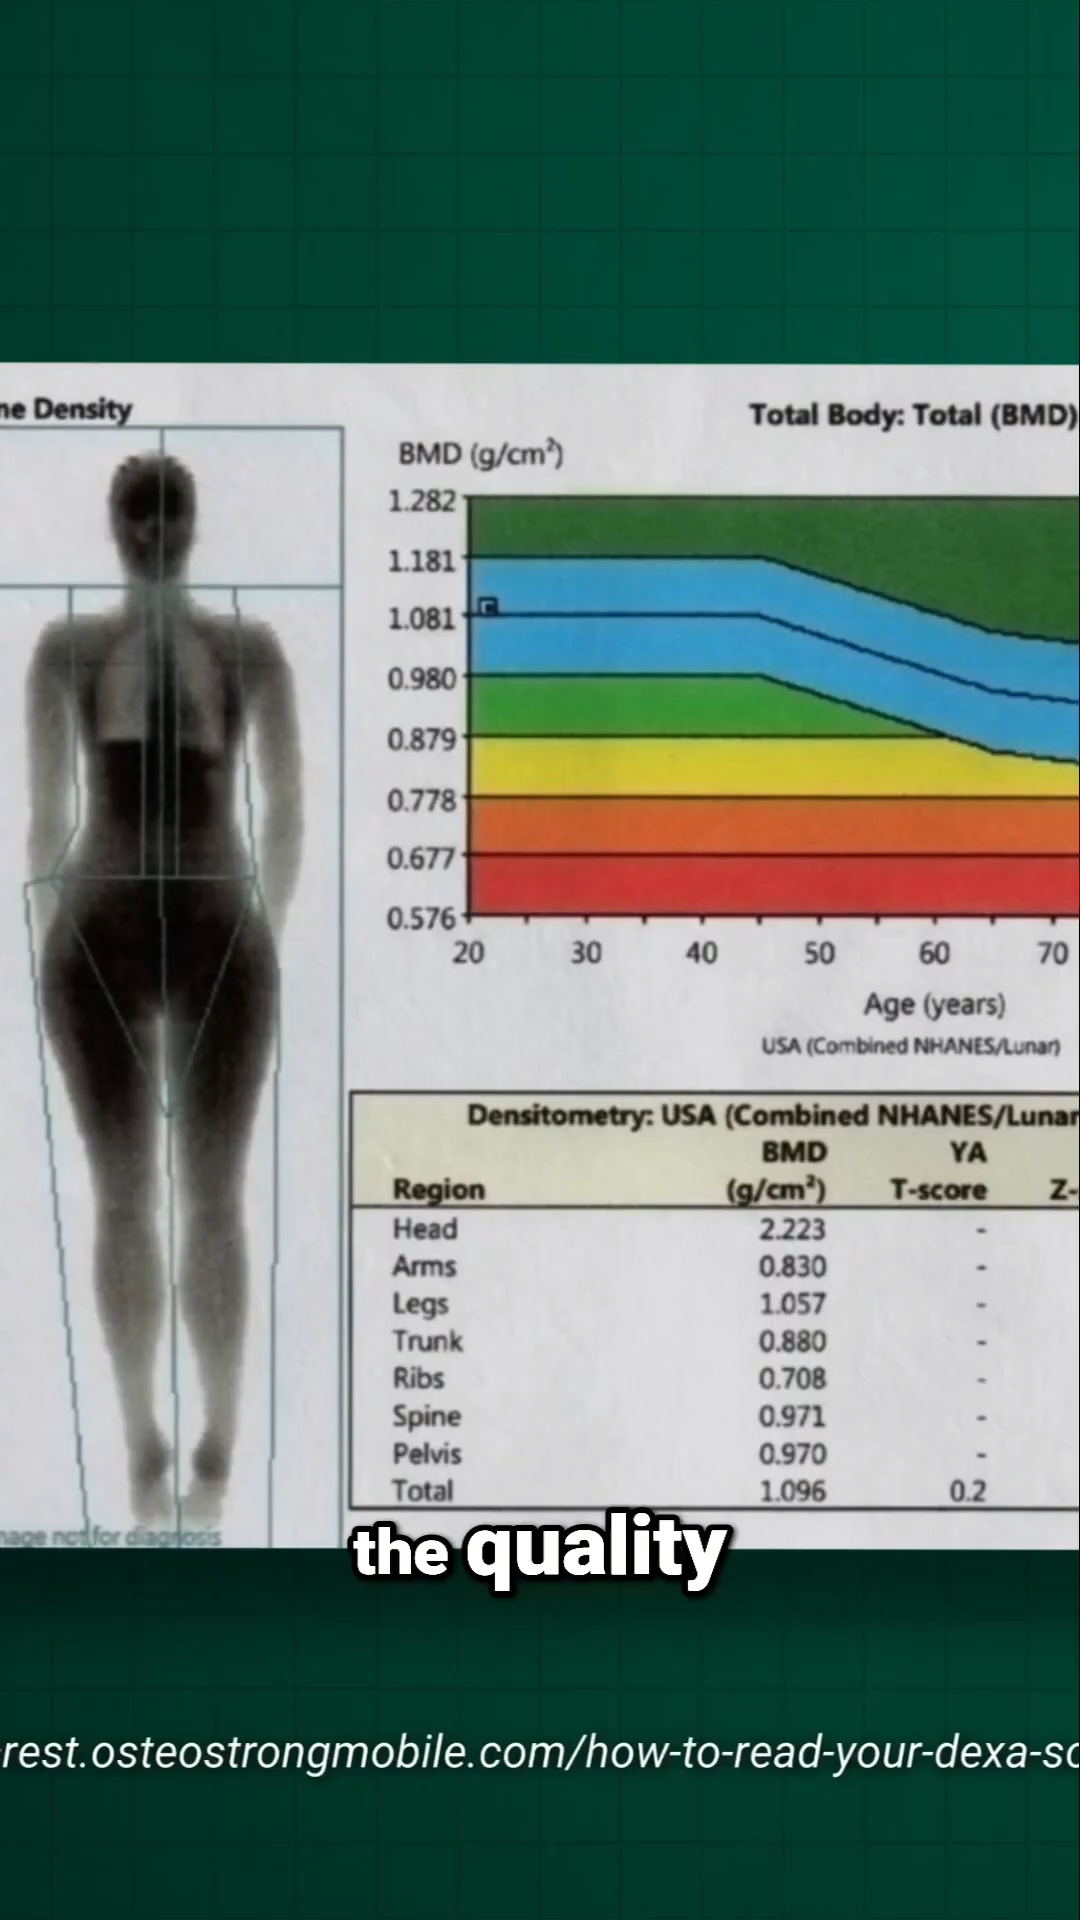 ne Density
Total Body: Total (BMD)
BMD (g/cm²)
1.282
1.181
1.081
0.980
0.879
0.778
0.677
0.576
20 30 40 50 60 70
Age (years)
USA (Combined NHANES/Lunar)
Densitometry: USA (Combined NHANES/Lunar
BMD YA
Region (g/cm²) T-score Z-
Head 2.223 -
Arms 0.830 -
Legs 1.057 -
Trunk 0.880 -
Ribs 0.708 -
Spine 0.971 -
Pelvis 0.970 -
Total 1.096 0.2
nage not for diagnosis
the quality
rest.osteostrongmobile.com/how-to-read-your-dexa-sc